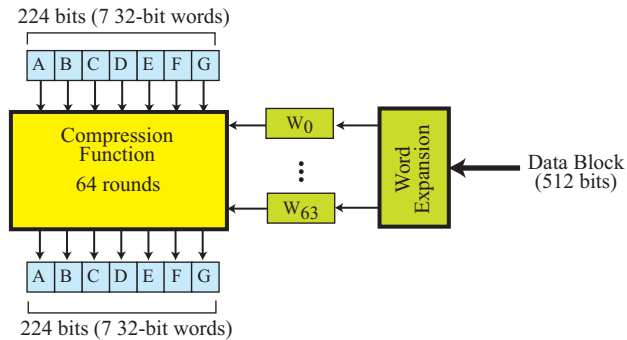 224 bits (7 32-bit words)
A B C D E F G
Compression
Function
64 rounds
W0
W63
Word
Expansion
Data Block
(512 bits)
A B C D E F G
224 bits (7 32-bit words)